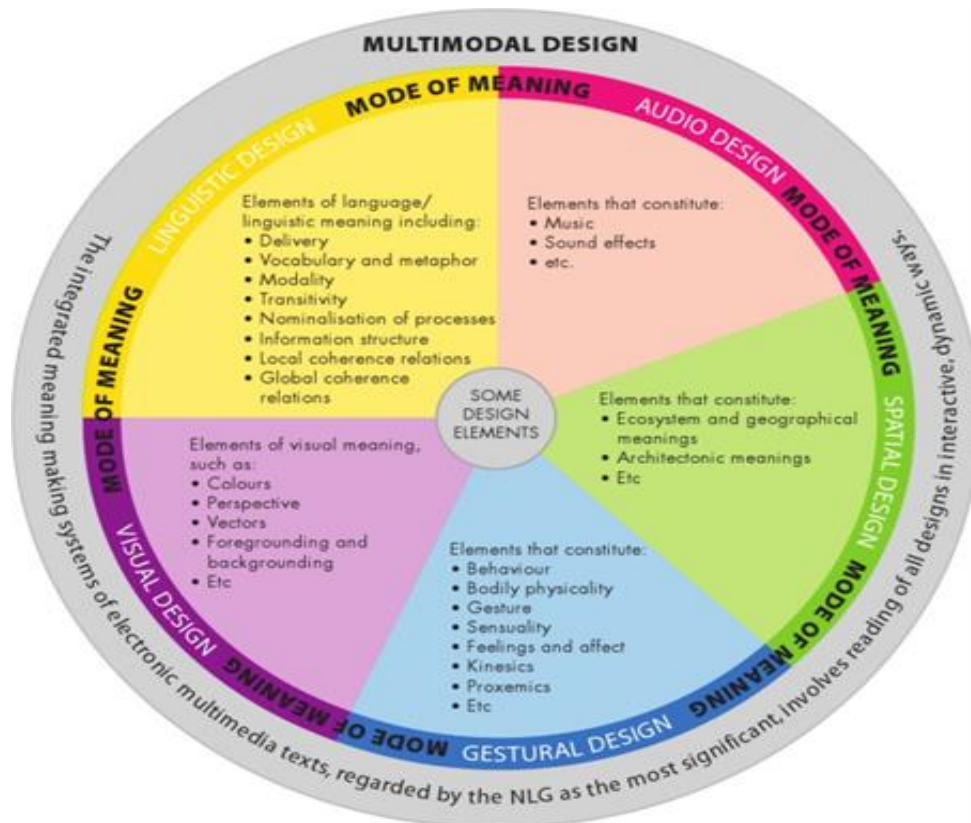 MULTIMODAL DESIGN
MODE OF MEANING
LINGUISTIC DESIGN
MODE OF MEANING
Elements of language/
linguistic meaning including:
• Delivery
• Vocabulary and metaphor
• Modality
• Transitivity
• Nominalisation of processes
• Information structure
• Local coherence relations
• Global coherence
relations
AUDIO DESIGN
MODE OF MEANING
Elements that constitute:
• Music
• Sound effects
• etc.
SPATIAL DESIGN
MODE OF MEANING
Elements that constitute:
• Ecosystem and geographical
meanings
• Architectonic meanings
• Etc
SOME
DESIGN
ELEMENTS
VISUAL DESIGN
MODE OF MEANING
Elements of visual meaning,
such as:
• Colours
• Perspective
• Vectors
• Foregrounding and
backgrounding
• Etc
MODE OF MEANING
GESTURAL DESIGN
Elements that constitute:
• Behaviour
• Bodily physicality
• Gesture
• Sensuality
• Feelings and affect
• Kinesics
• Proxemics
• Etc
The integrated meaning making systems of electronic multimedia texts, regarded by the NLG as the most significant, involves reading of all designs in interactive, dynamic ways.